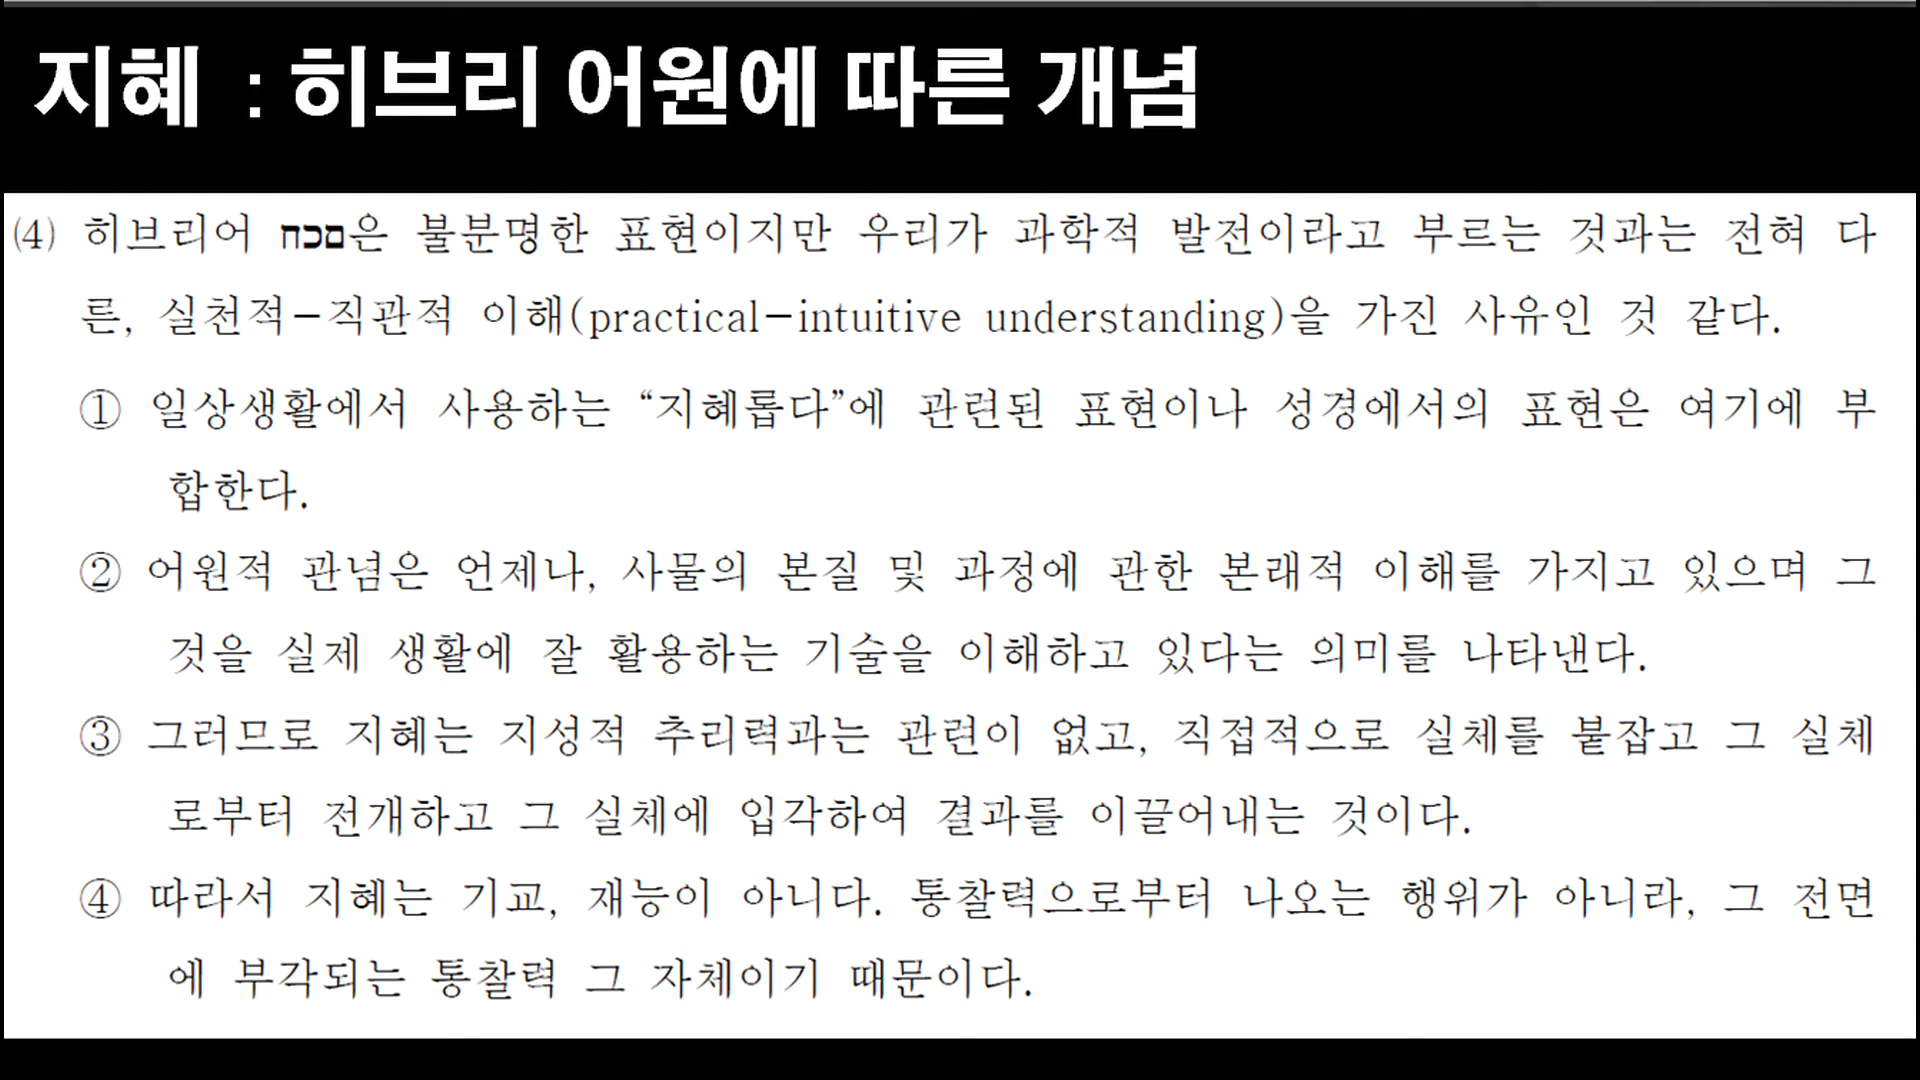 지혜 : 히브리 어원에 따른 개념
(4) 히브리어 םכח은 불분명한 표현이지만 우리가 과학적 발전이라고 부르는 것과는 전혀 다
른, 실천적-직관적 이해(practical-intuitive understanding)을 가진 사유인 것 같다.
① 일상생활에서 사용하는 “지혜롭다”에 관련된 표현이나 성경에서의 표현은 여기에 부
합한다.
② 어원적 관념은 언제나, 사물의 본질 및 과정에 관한 본래적 이해를 가지고 있으며 그
것을 실제 생활에 잘 활용하는 기술을 이해하고 있다는 의미를 나타낸다.
③ 그러므로 지혜는 지성적 추리력과는 관련이 없고, 직접적으로 실체를 붙잡고 그 실체
로부터 전개하고 그 실체에 입각하여 결과를 이끌어내는 것이다.
④ 따라서 지혜는 기교, 재능이 아니다. 통찰력으로부터 나오는 행위가 아니라, 그 전면
에 부각되는 통찰력 그 자체이기 때문이다.